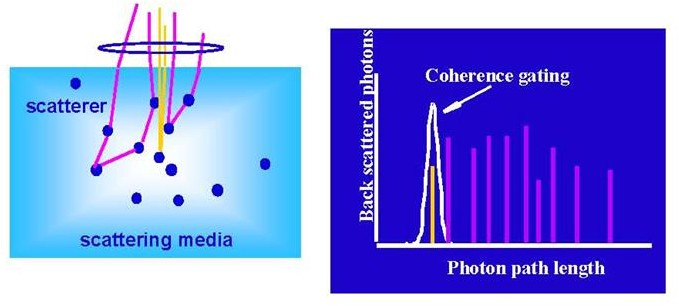 scatterer
scattering media
Back scattered photons
Coherence gating
Photon path length